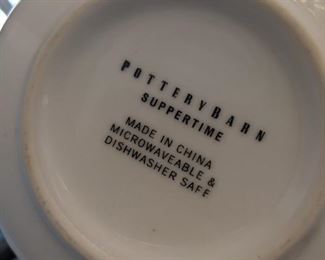 POTTERYBARN
SUPPERTIME
MADE IN CHINA
MICROWAVEABLE &
DISHWASHER SAFE